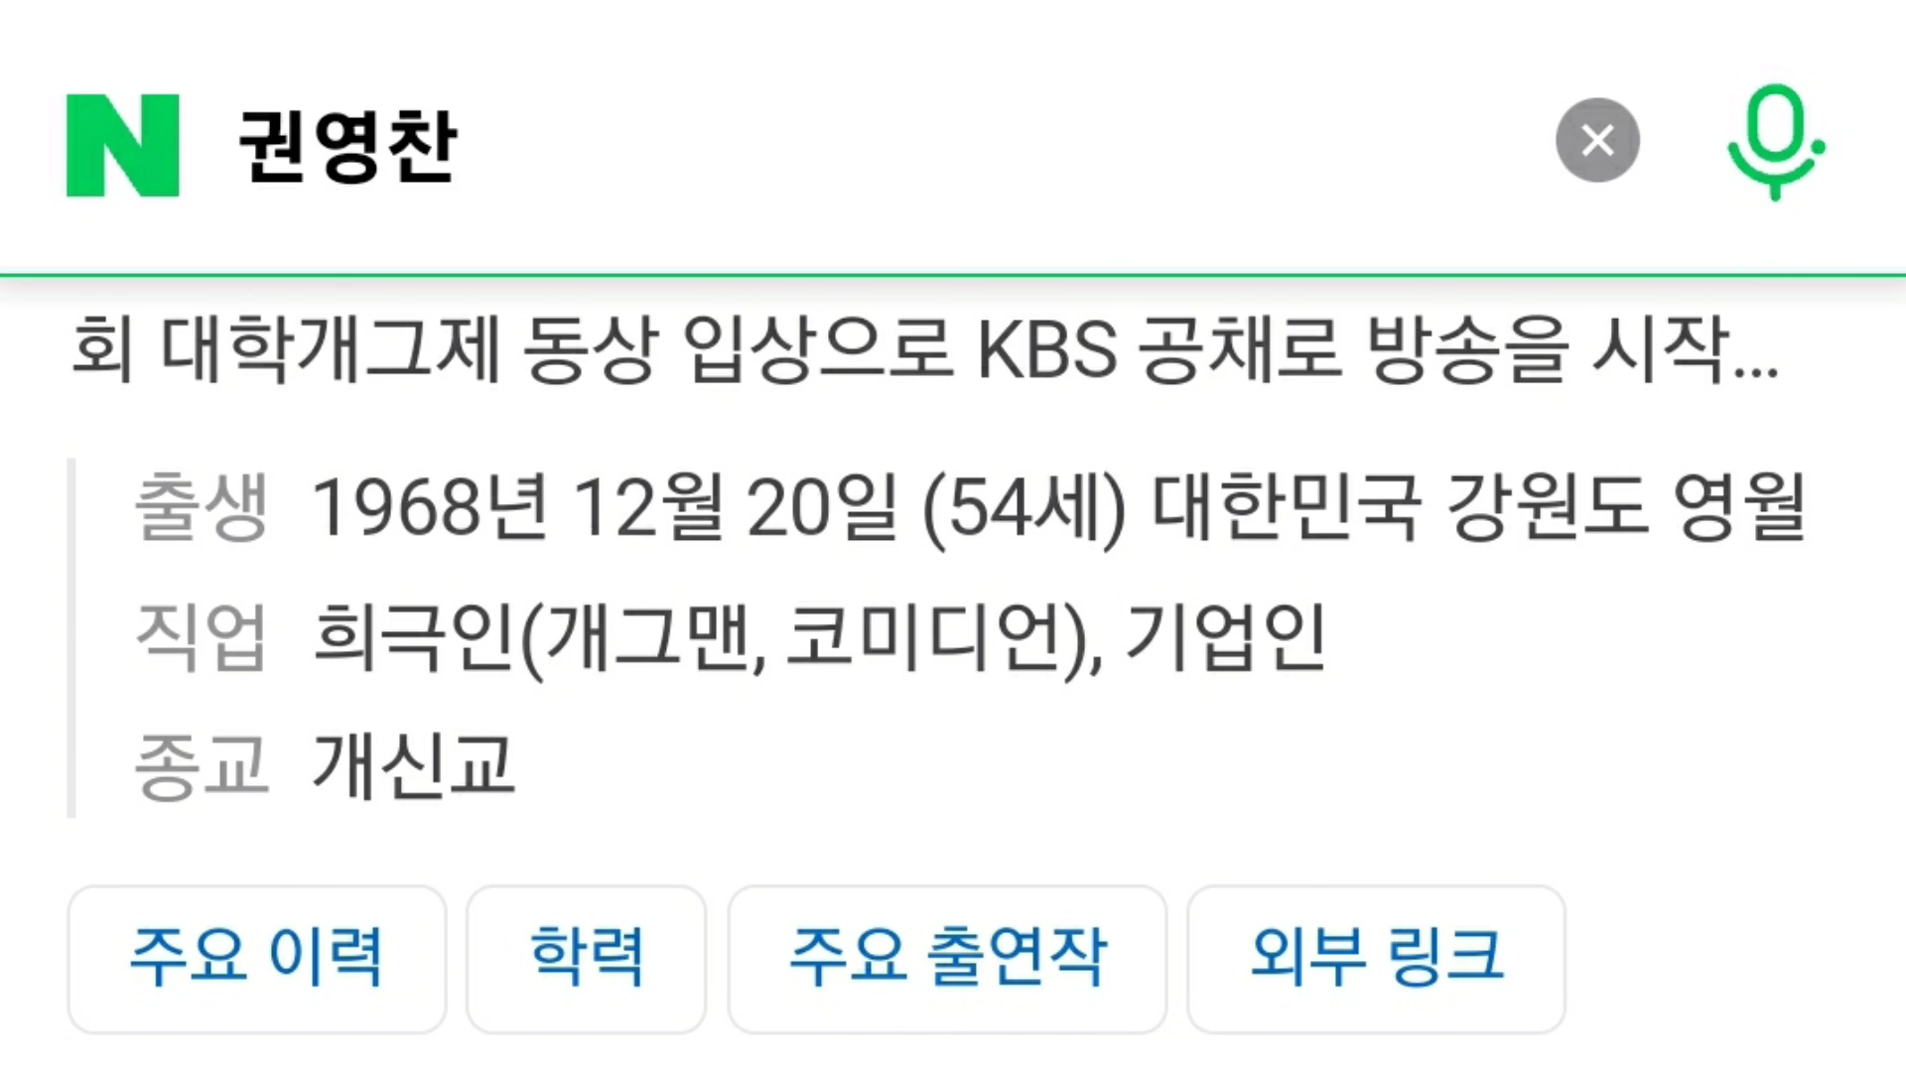 N 권영찬
회 대학개그제 동상 입상으로 KBS 공채로 방송을 시작...
출생 1968년 12월 20일 (54세) 대한민국 강원도 영월
직업 희극인(개그맨, 코미디언), 기업인
종교 개신교
주요 이력 학력 주요 출연작 외부 링크